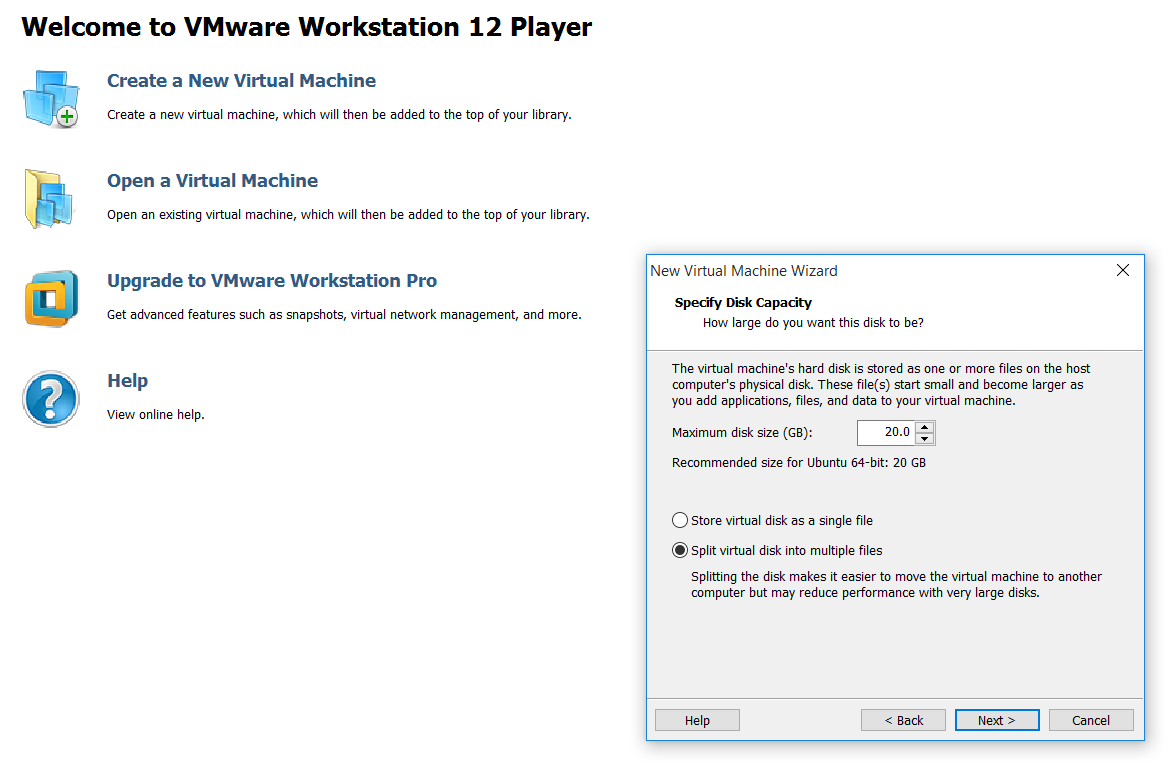 Welcome to VMware Workstation 12 Player
Create a New Virtual Machine
Create a new virtual machine, which will then be added to the top of your library.
Open a Virtual Machine
Open an existing virtual machine, which will then be added to the top of your library.
Upgrade to VMware Workstation Pro
Get advanced features such as snapshots, virtual network management, and more.
Help
View online help.
New Virtual Machine Wizard
Specify Disk Capacity
How large do you want this disk to be?
The virtual machine's hard disk is stored as one or more files on the host
computer's physical disk. These file(s) start small and become larger as
you add applications, files, and data to your virtual machine.
Maximum disk size (GB): 20.0
Recommended size for Ubuntu 64-bit: 20 GB
Store virtual disk as a single file
Split virtual disk into multiple files
Splitting the disk makes it easier to move the virtual machine to another
computer but may reduce performance with very large disks.
Help < Back Next > Cancel